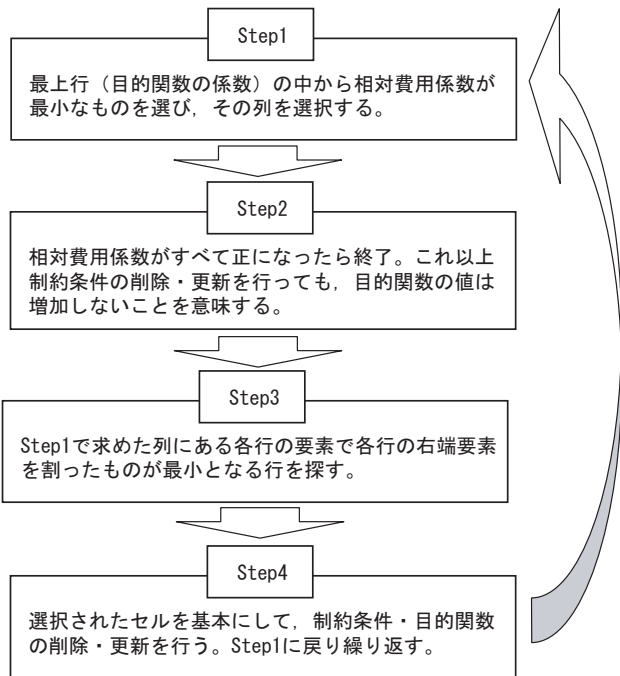 Step1
最上行（目的関数の係数）の中から相対費用係数が
最小なものを選び，その列を選択する。
Step2
相対費用係数がすべて正になったら終了。これ以上
制約条件の削除・更新を行っても，目的関数の値は
増加しないことを意味する。
Step3
Step1で求めた列にある各行の要素で各行の右端要素
を割ったものが最小となる行を探す。
Step4
選択されたセルを基本にして，制約条件・目的関数
の削除・更新を行う。Step1に戻り繰り返す。